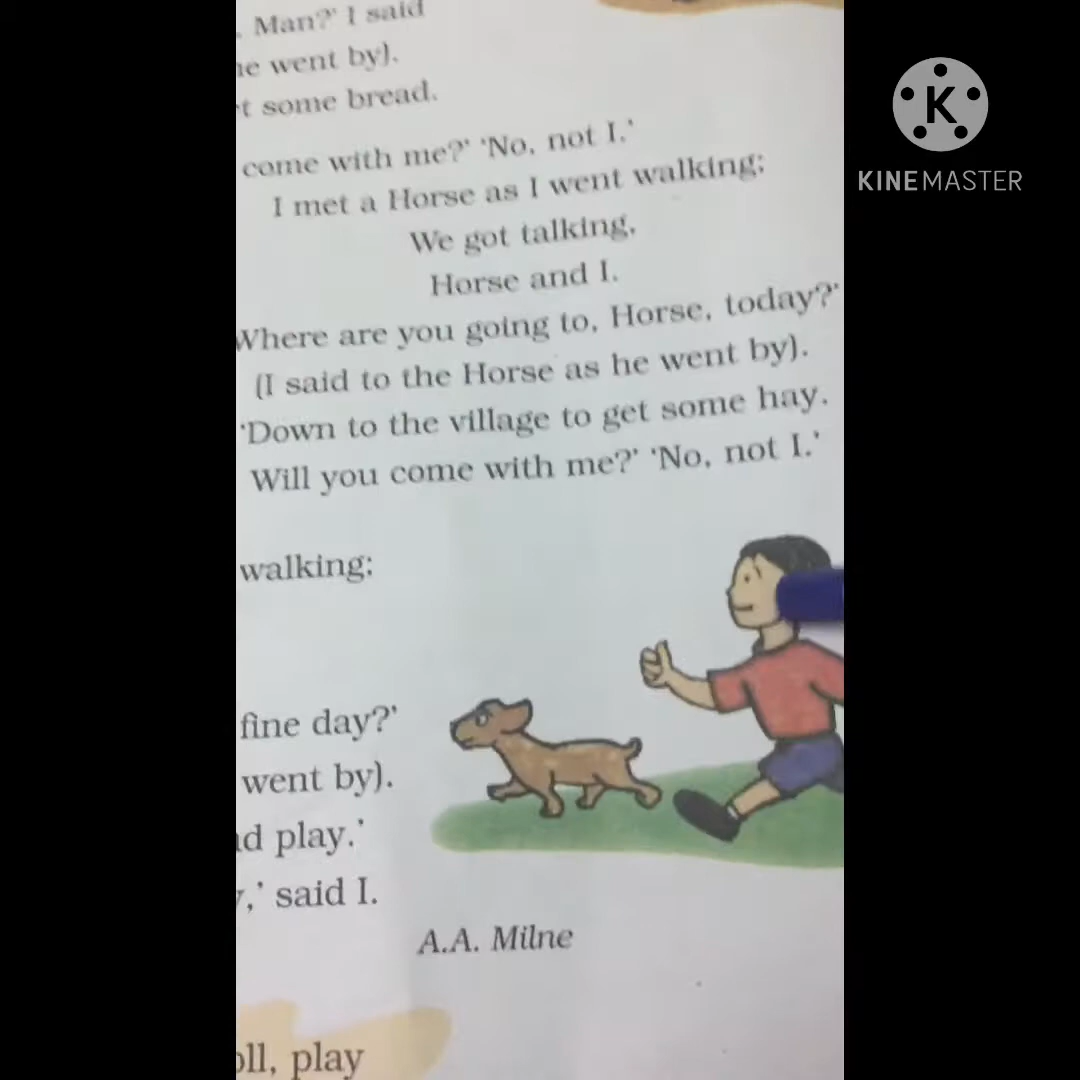 . Man?' I said
he went by).
et some bread.
come with me?' 'No, not I.'
I met a Horse as I went walking;
We got talking,
Horse and I.
Where are you going to, Horse, today?'
(I said to the Horse as he went by).
'Down to the village to get some hay.
Will you come with me?' 'No, not I.'
walking;
fine day?'
went by).
play.'
,' said I.
A.A. Milne
play
K
KINEMASTER